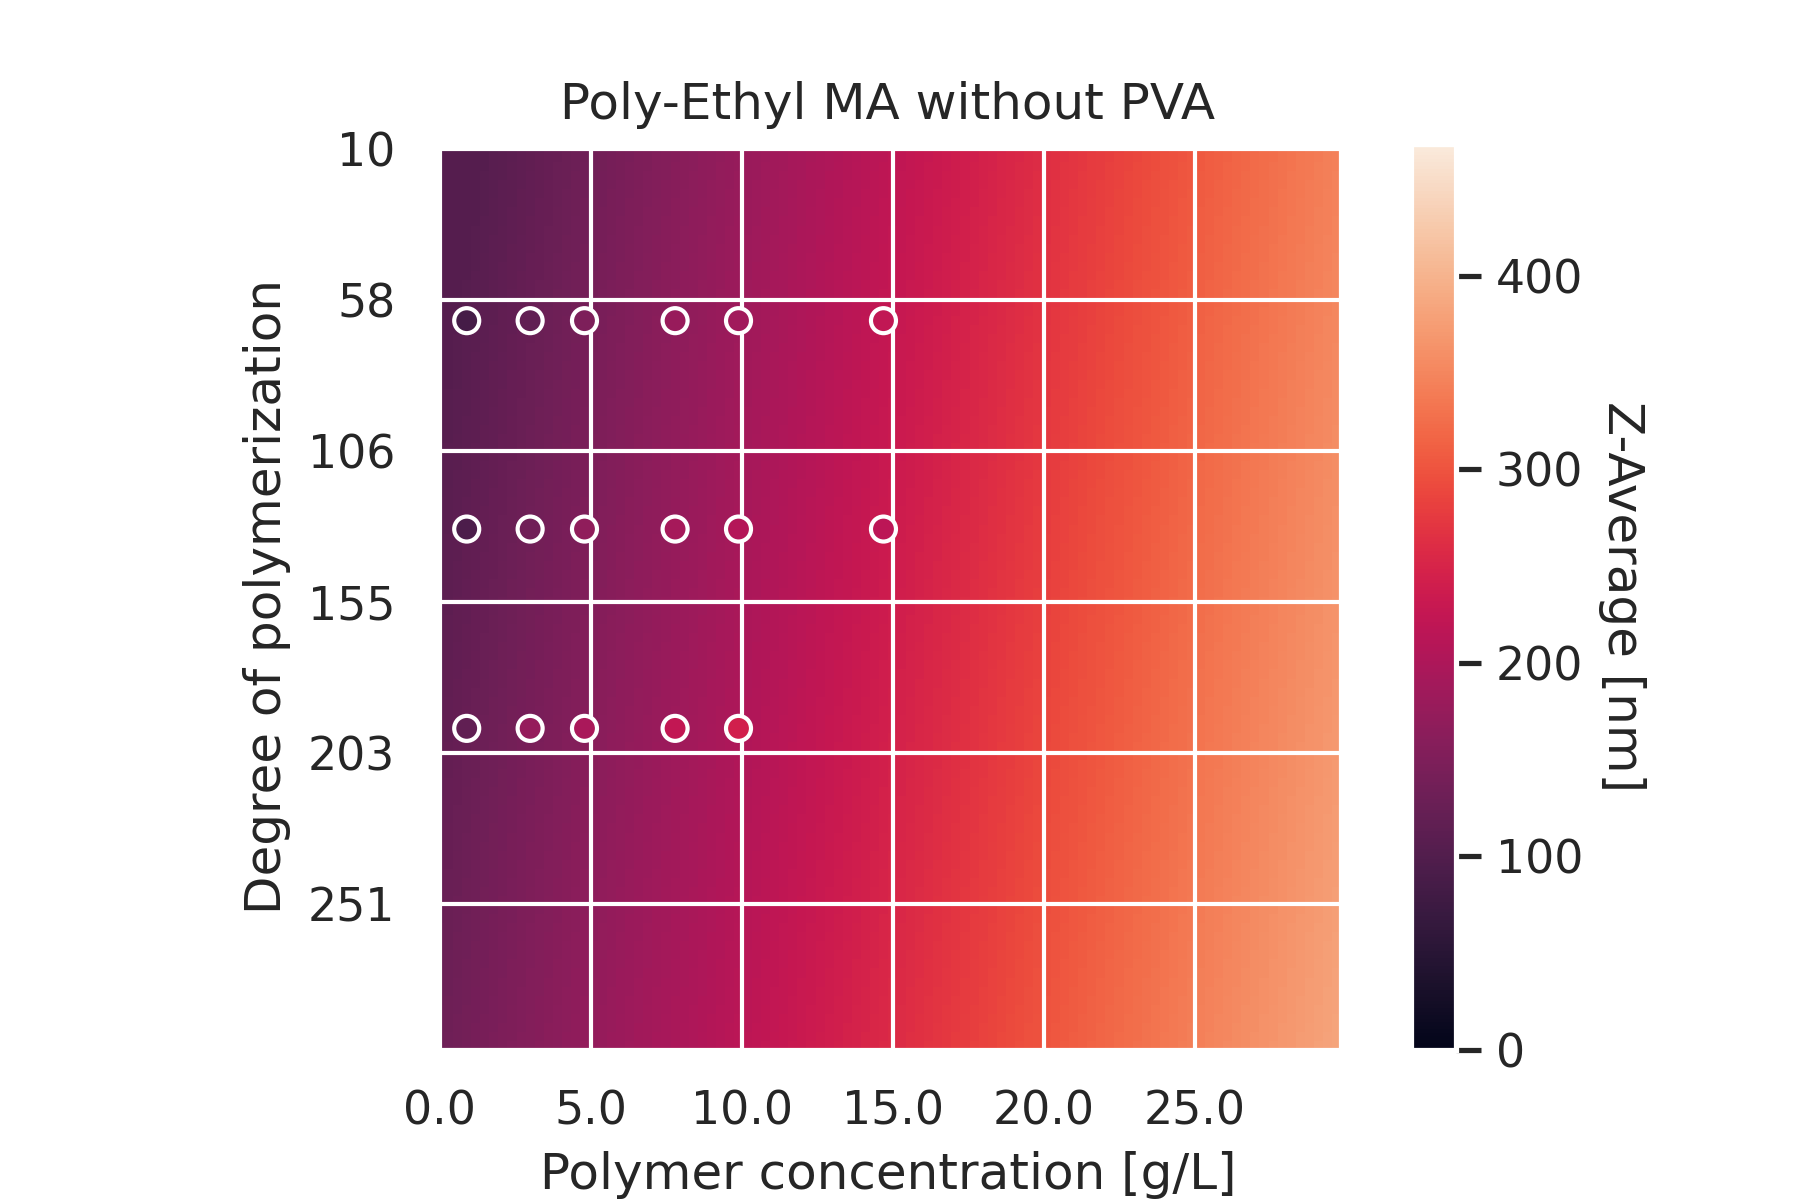 Poly-Ethyl MA without PVA
10
58
106
155
203
251
Degree of polymerization
0.0 5.0 10.0 15.0 20.0 25.0
Polymer concentration [g/L]
400
300
200
100
0
Z-Average [nm]